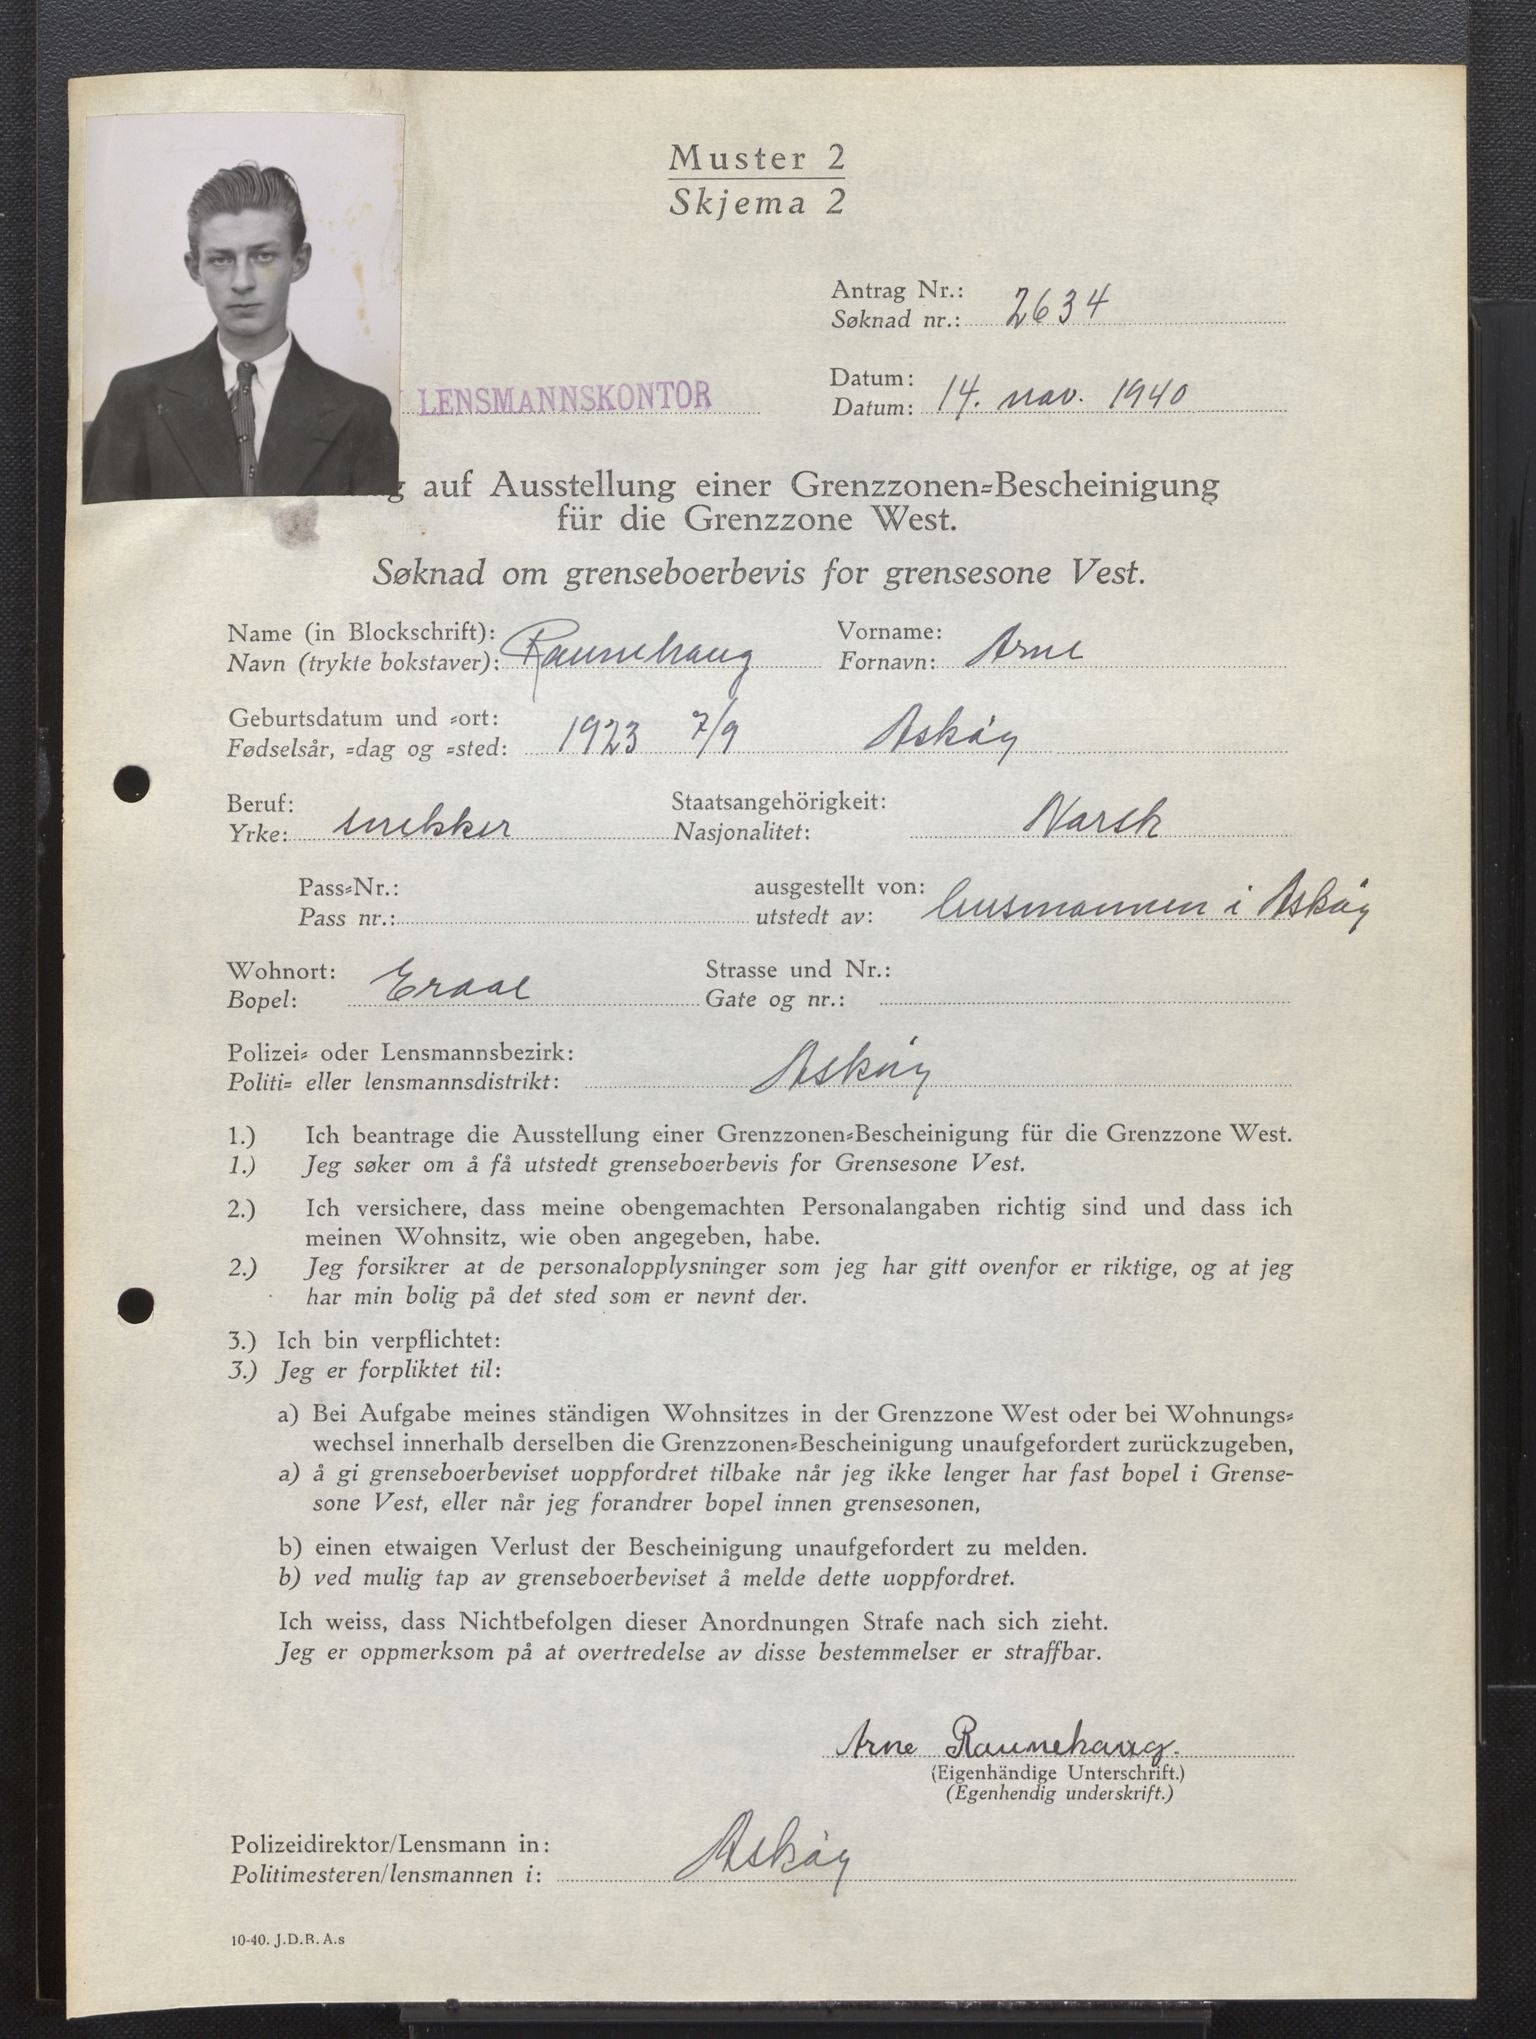 Muster 2
Skjema 2
Antrag Nr.:
Søknad nr.: 2634
LENSMANNSKONTOR
Datum:
Datum: 14. nov. 1940
g auf Ausstellung einer Grenzzonen=Bescheinigung
für die Grenzzone West.
Søknad om grenseboerbevis for grensesone Vest.
Name (in Blockschrift): Vorname:
Navn (trykte bokstaver): Raunehaug Fornavn: Arne
Geburtsdatum und =ort:
Fødselsår, =dag og =sted: 1923 7/9 Askøy
Beruf: Staatsangehörigkeit:
Yrke: snekker Nasjonalitet: Norsk
Pass=Nr.: ausgestellt von:
Pass nr.: utstedt av: lensmannen i Askøy
Wohnort: Strasse und Nr.:
Bopel: Erdal Gate og nr.:
Polizei= oder Lensmannsbezirk:
Politi= eller lensmannsdistrikt: Askøy
1.) Ich beantrage die Ausstellung einer Grenzzonen=Bescheinigung für die Grenzzone West.
1.) Jeg søker om å få utstedt grenseboerbevis for Grensesone Vest.
2.) Ich versichere, dass meine obengemachten Personalangaben richtig sind und dass ich
meinen Wohnsitz, wie oben angegeben, habe.
2.) Jeg forsikrer at de personalopplysninger som jeg har gitt ovenfor er riktige, og at jeg
har min bolig på det sted som er nevnt der.
3.) Ich bin verpflichtet:
3.) Jeg er forpliktet til:
a) Bei Aufgabe meines ständigen Wohnsitzes in der Grenzzone West oder bei Wohnungs=
wechsel innerhalb derselben die Grenzzonen=Bescheinigung unaufgefordert zurückzugeben,
a) å gi grenseboerbeviset uoppfordret tilbake når jeg ikke lenger har fast bopel i Grense-
sone Vest, eller når jeg forandrer bopel innen grensesonen,
b) einen etwaigen Verlust der Bescheinigung unaufgefordert zu melden.
b) ved mulig tap av grenseboerbeviset å melde dette uoppfordret.
Ich weiss, dass Nichtbefolgen dieser Anordnungen Strafe nach sich zieht.
Jeg er oppmerksom på at overtredelse av disse bestemmelser er straffbar.
Arne Raunehaug.
(Eigenhändige Unterschrift.)
(Egenhendig underskrift.)
Polizeidirektor/Lensmann in:
Politimesteren/lensmannen i: Askøy
10-40. J.D.R. A.s